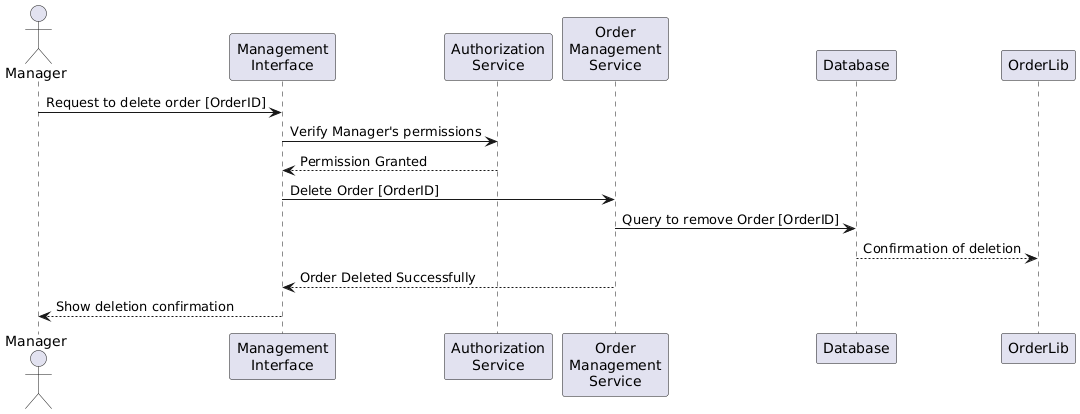 Manager
Management
Interface
Authorization
Service
Order
Management
Service
Database
OrderLib
Request to delete order [OrderID]
Verify Manager's permissions
Permission Granted
Delete Order [OrderID]
Query to remove Order [OrderID]
Confirmation of deletion
Order Deleted Successfully
Show deletion confirmation
Manager
Management
Interface
Authorization
Service
Order
Management
Service
Database
OrderLib